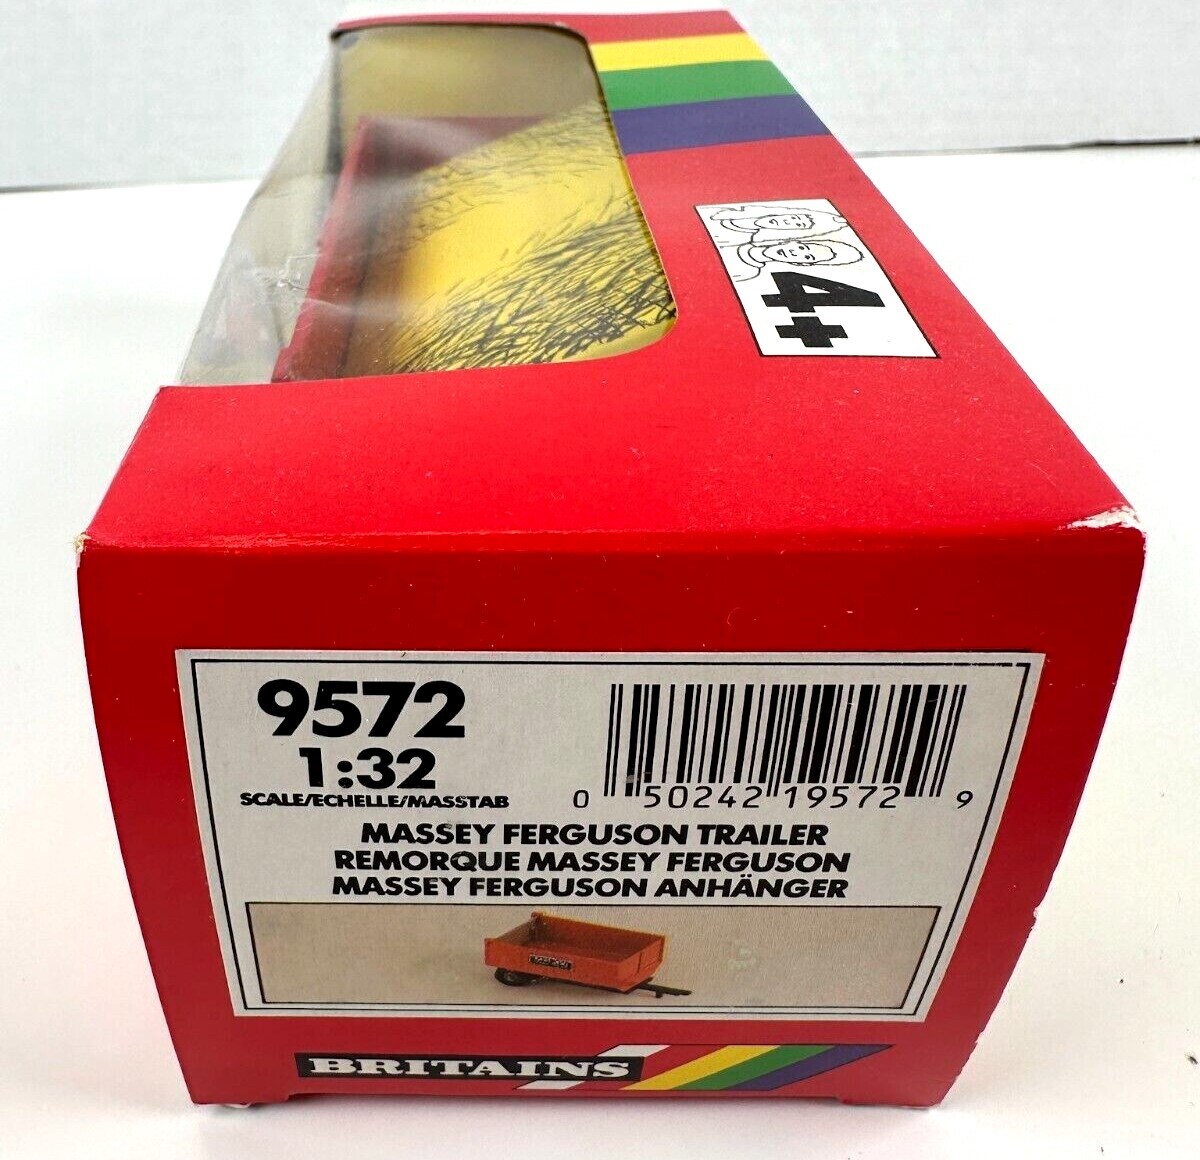 4+
9572
1:32
SCALE/ECHELLE/MASSTAB
0 50242 19572 9
MASSEY FERGUSON TRAILER
REMORQUE MASSEY FERGUSON
MASSEY FERGUSON ANHÄNGER
BRITAINS